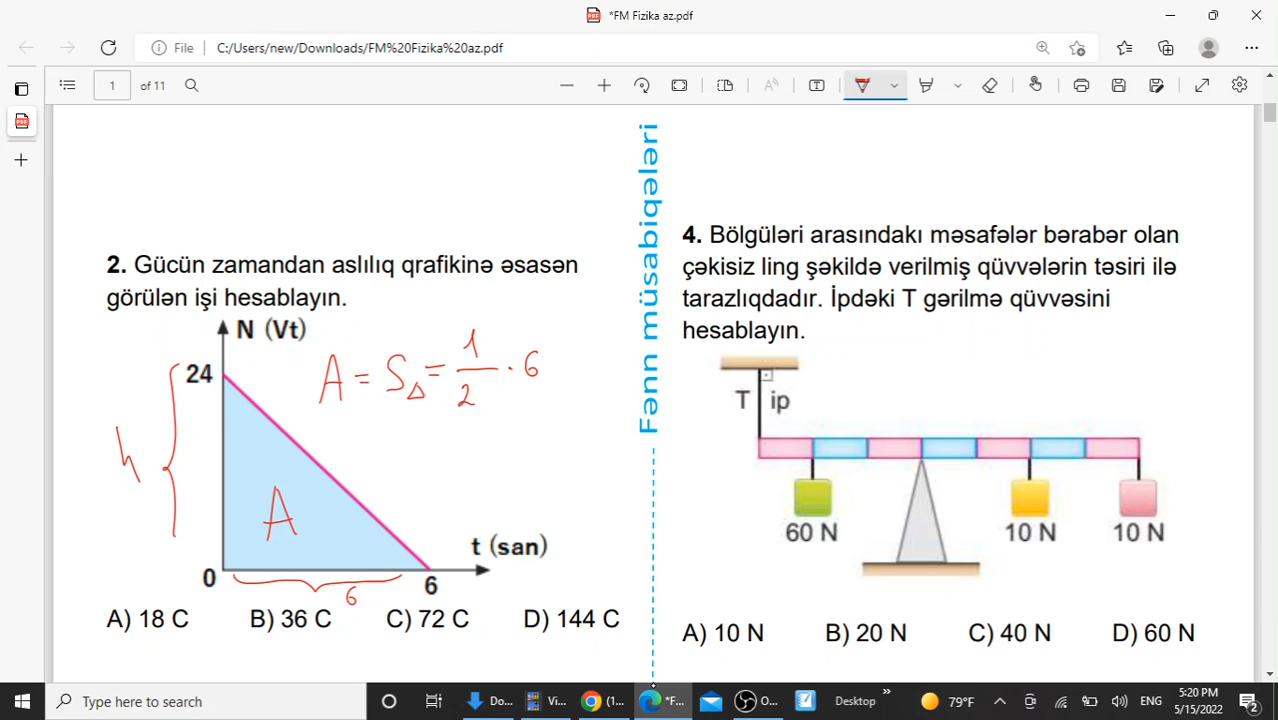 *FM Fizika az.pdf
File C:/Users/new/Downloads/FM%20Fizika%20az.pdf
1 of 11
2. Gücün zamandan aslılıq qrafikinə əsasən
görülən işi hesablayın.
N (Vt)
24
A = S△ = 1/2 · 6
h
A
t (san)
0
6
6
A) 18 C B) 36 C C) 72 C D) 144 C
Fənn müsabiqələri
4. Bölgüləri arasındakı məsafələr bərabər olan
çəkisiz ling şəkildə verilmiş qüvvələrin təsiri ilə
tarazlıqdadır. İpdəki T gərilmə qüvvəsini
hesablayın.
T ip
60 N 10 N 10 N
A) 10 N B) 20 N C) 40 N D) 60 N
Type here to search
Do...
Vi...
(1...
*F...
O...
Desktop
79°F
ENG
5:20 PM
5/15/2022
2